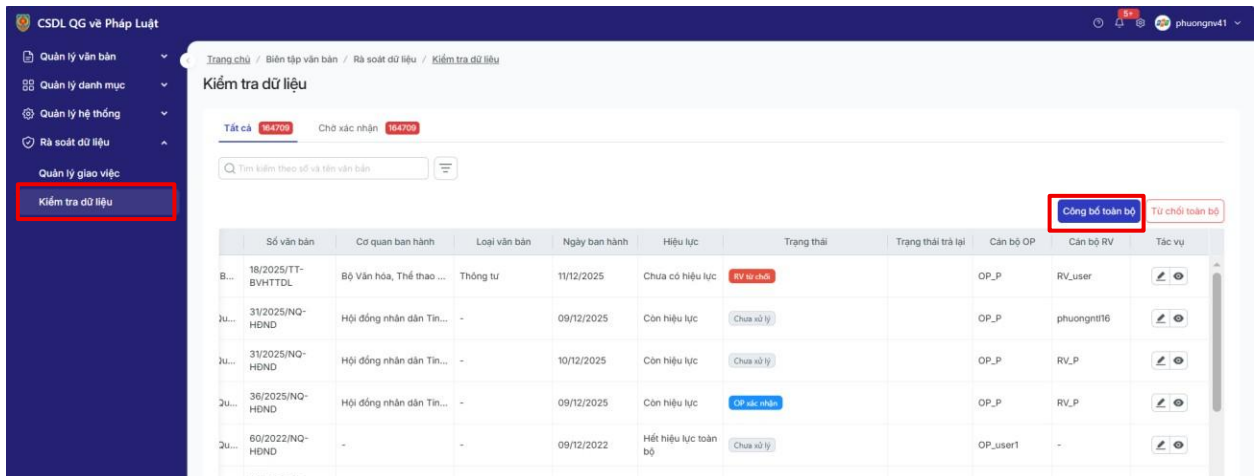 CSDL QG về Pháp Luật
5+
phuongnv41
Quản lý văn bản
Quản lý danh mục
Quản lý hệ thống
Rà soát dữ liệu
Quản lý giao việc
Kiểm tra dữ liệu
Trang chủ / Biên tập văn bản / Rà soát dữ liệu / Kiểm tra dữ liệu
Kiểm tra dữ liệu
Tất cả 164709 Chờ xác nhận 164709
Tìm kiếm theo số và tên văn bản
Công bố toàn bộ Từ chối toàn bộ
Số văn bản Cơ quan ban hành Loại văn bản Ngày ban hành Hiệu lực Trạng thái Trạng thái trả lại Cán bộ OP Cán bộ RV Tác vụ
B... 18/2025/TT-BVHTTDL Bộ Văn hóa, Thể thao ... Thông tư 11/12/2025 Chưa có hiệu lực RV từ chối OP_P RV_user
Qu... 31/2025/NQ-HĐND Hội đồng nhân dân Tỉn... - 09/12/2025 Còn hiệu lực Chưa xử lý OP_P phuongntl16
Qu... 31/2025/NQ-HĐND Hội đồng nhân dân Tỉn... - 10/12/2025 Còn hiệu lực Chưa xử lý OP_P RV_P
Qu... 36/2025/NQ-HĐND Hội đồng nhân dân Tỉn... - 09/12/2025 Còn hiệu lực OP xác nhận OP_P RV_P
Qu... 60/2022/NQ-HĐND - - 09/12/2022 Hết hiệu lực toàn bộ Chưa xử lý OP_user1 -